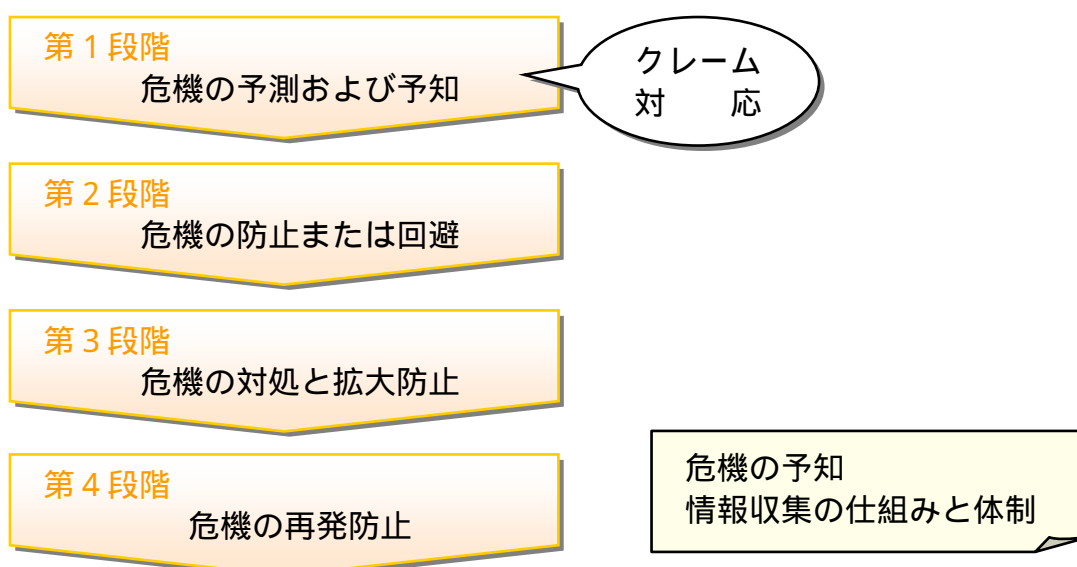 第１段階
危機の予測および予知
クレーム
対　　応
第２段階
危機の防止または回避
第３段階
危機の対処と拡大防止
第４段階
危機の再発防止
危機の予知
情報収集の仕組みと体制